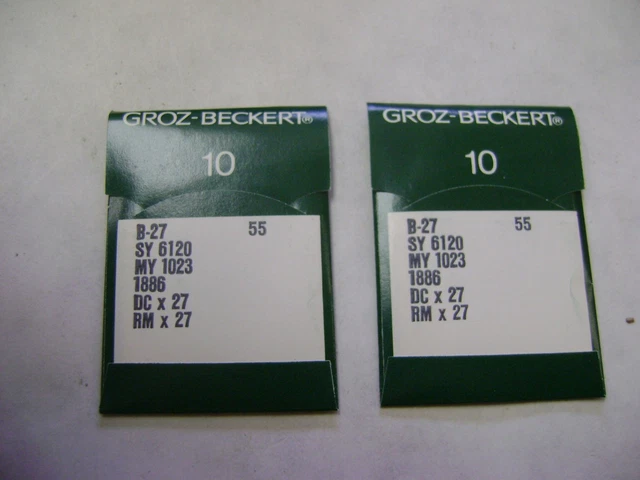 GROZ-BECKERT®
10
B-27 55
SY 6120
MY 1023
1886
DC x 27
RM x 27
GROZ-BECKERT®
10
B-27 55
SY 6120
MY 1023
1886
DC x 27
RM x 27